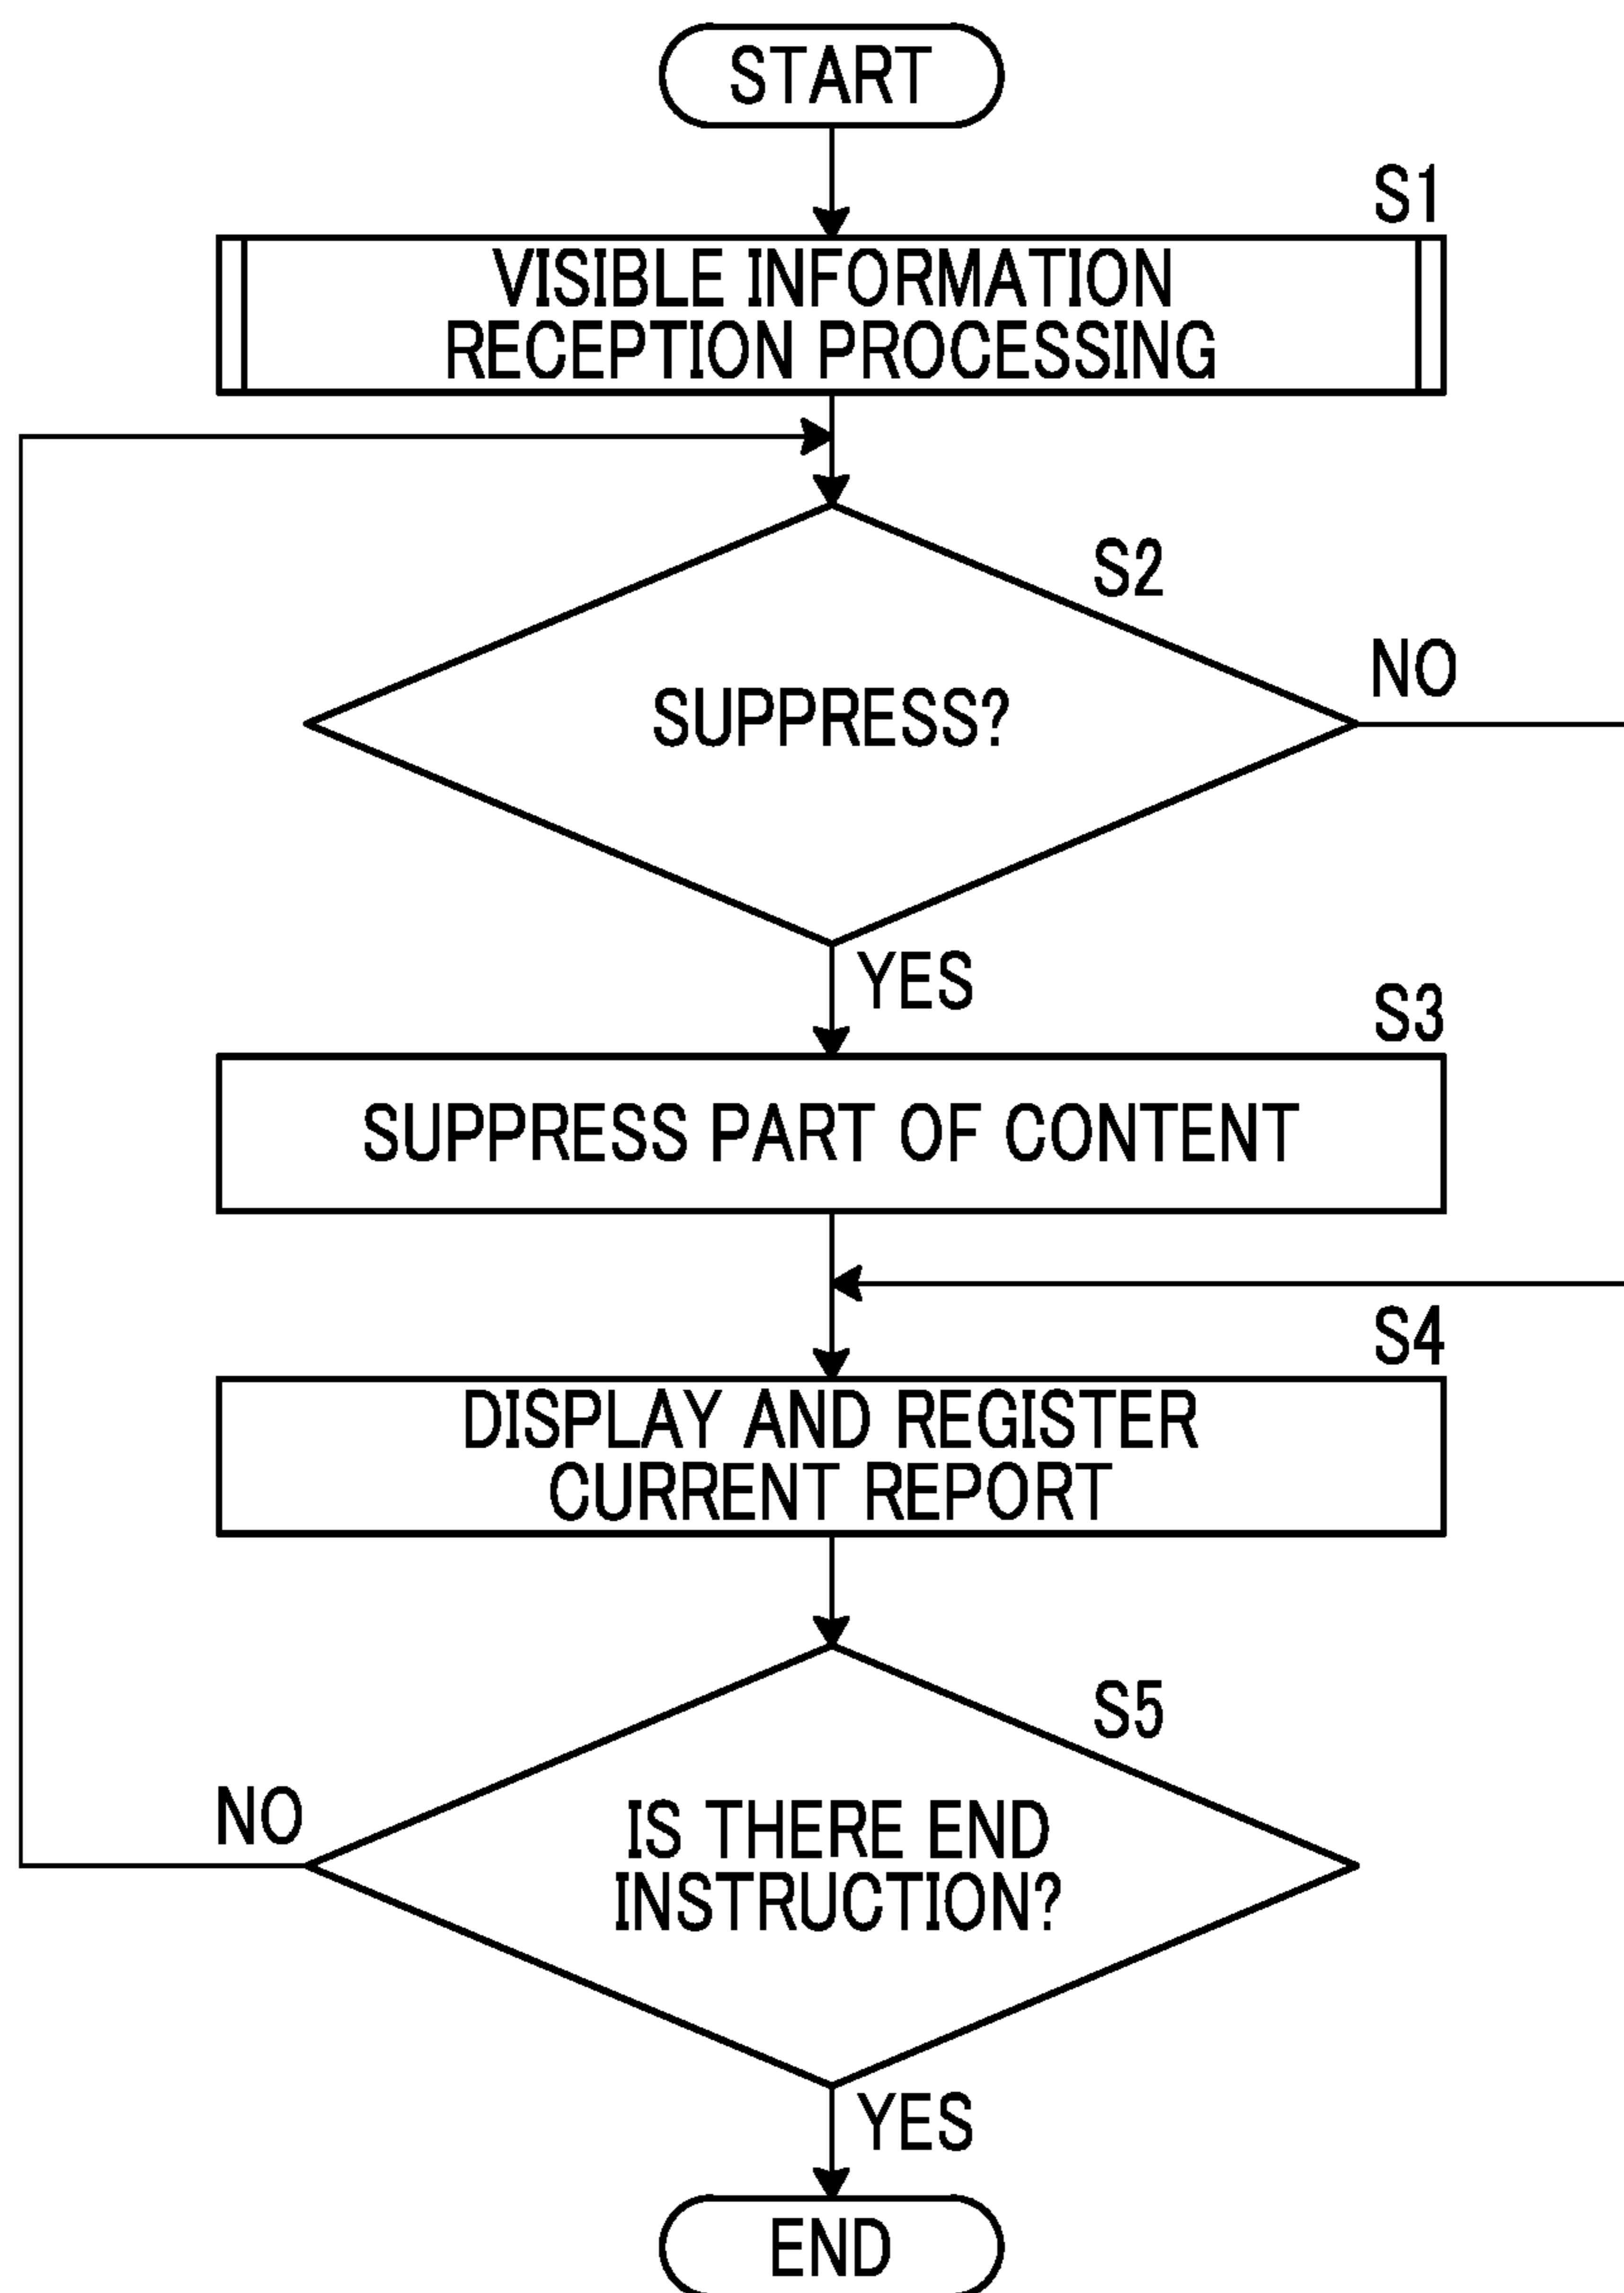 START
S1
VISIBLE INFORMATION
RECEPTION PROCESSING
S2
SUPPRESS?
NO
YES
S3
SUPPRESS PART OF CONTENT
S4
DISPLAY AND REGISTER
CURRENT REPORT
S5
IS THERE END
INSTRUCTION?
NO
YES
END